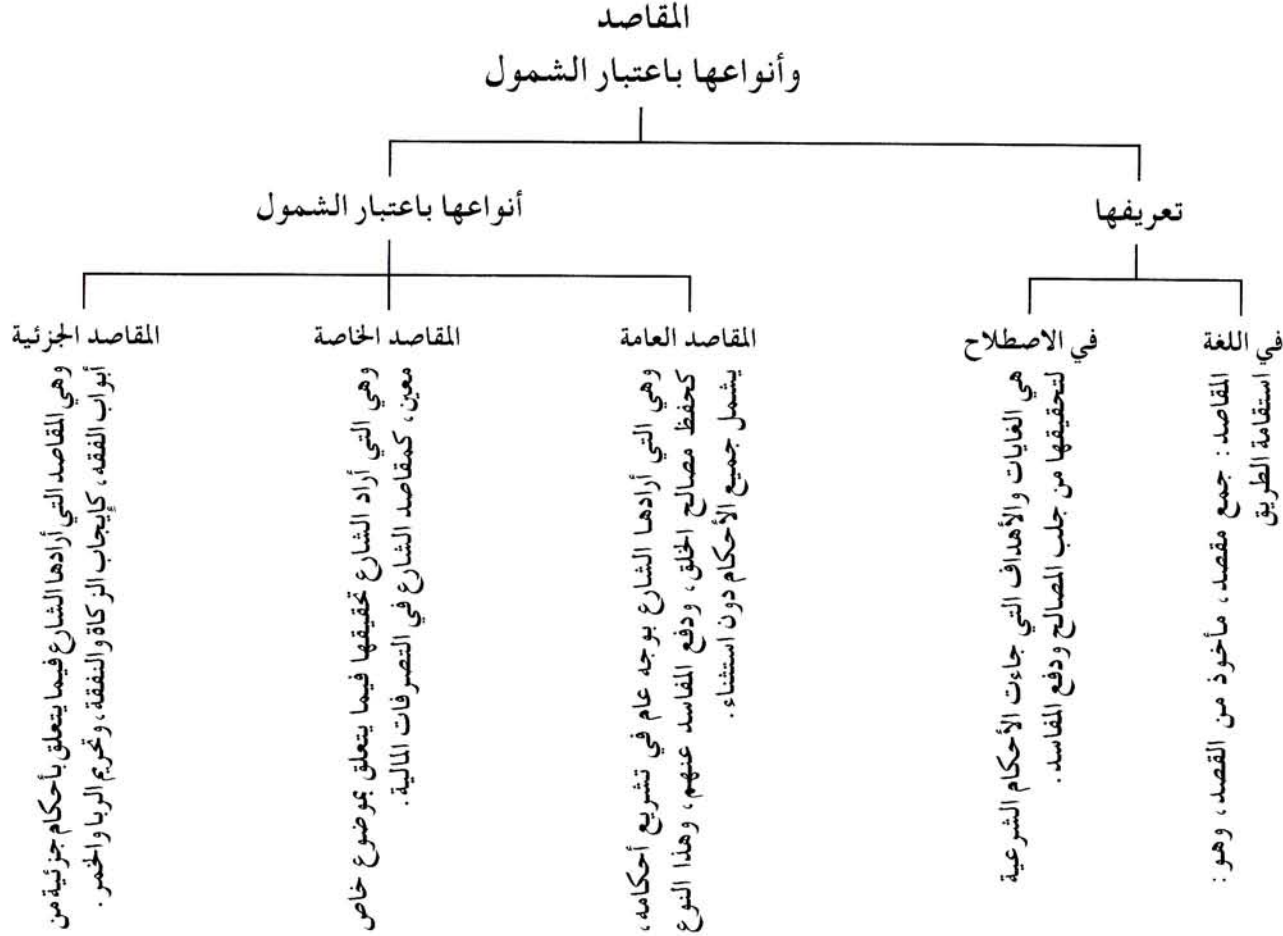 المقاصد
وأنواعها باعتبار الشمول
تعريفها
في اللغة
المقاصد: جمع مقصد، مأخوذ من القصد، وهو:
استقامة الطريق
في الاصطلاح
هي الغايات والأهداف التي جاءت الأحكام الشرعية
لتحقيقها من جلب المصالح ودفع المفاسد.
أنواعها باعتبار الشمول
المقاصد العامة
وهي التي أرادها الشارع بوجه عام في تشريع أحكامه،
كحفظ مصالح الخلق، ودفع المفاسد عنهم، وهذا النوع
يشمل جميع الأحكام دون استثناء.
المقاصد الخاصة
وهي التي أراد الشارع تحقيقها فيما يتعلق بموضوع خاص
معين، كمقاصد الشارع في التصرفات المالية.
المقاصد الجزئية
وهي المقاصد التي أرادها الشارع فيما يتعلق بأحكام جزئية من
أبواب الفقه، كإيجاب الزكاة والنفقة، وتحريم الربا والخمر.